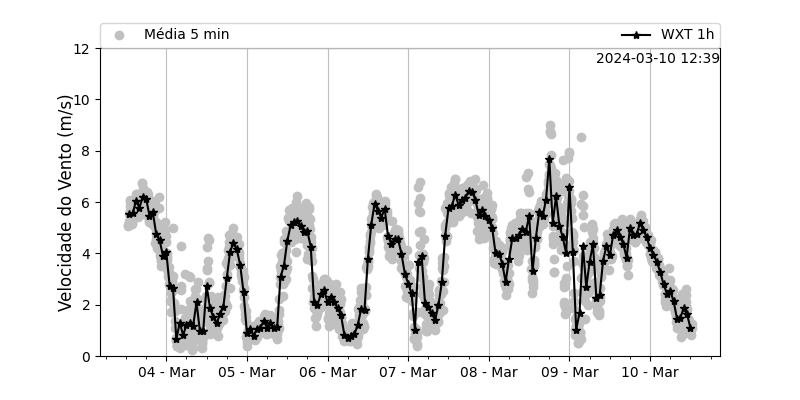 Média 5 min
WXT 1h
2024-03-10 12:39
Velocidade do Vento (m/s)
12
10
8
6
4
2
0
04 - Mar
05 - Mar
06 - Mar
07 - Mar
08 - Mar
09 - Mar
10 - Mar